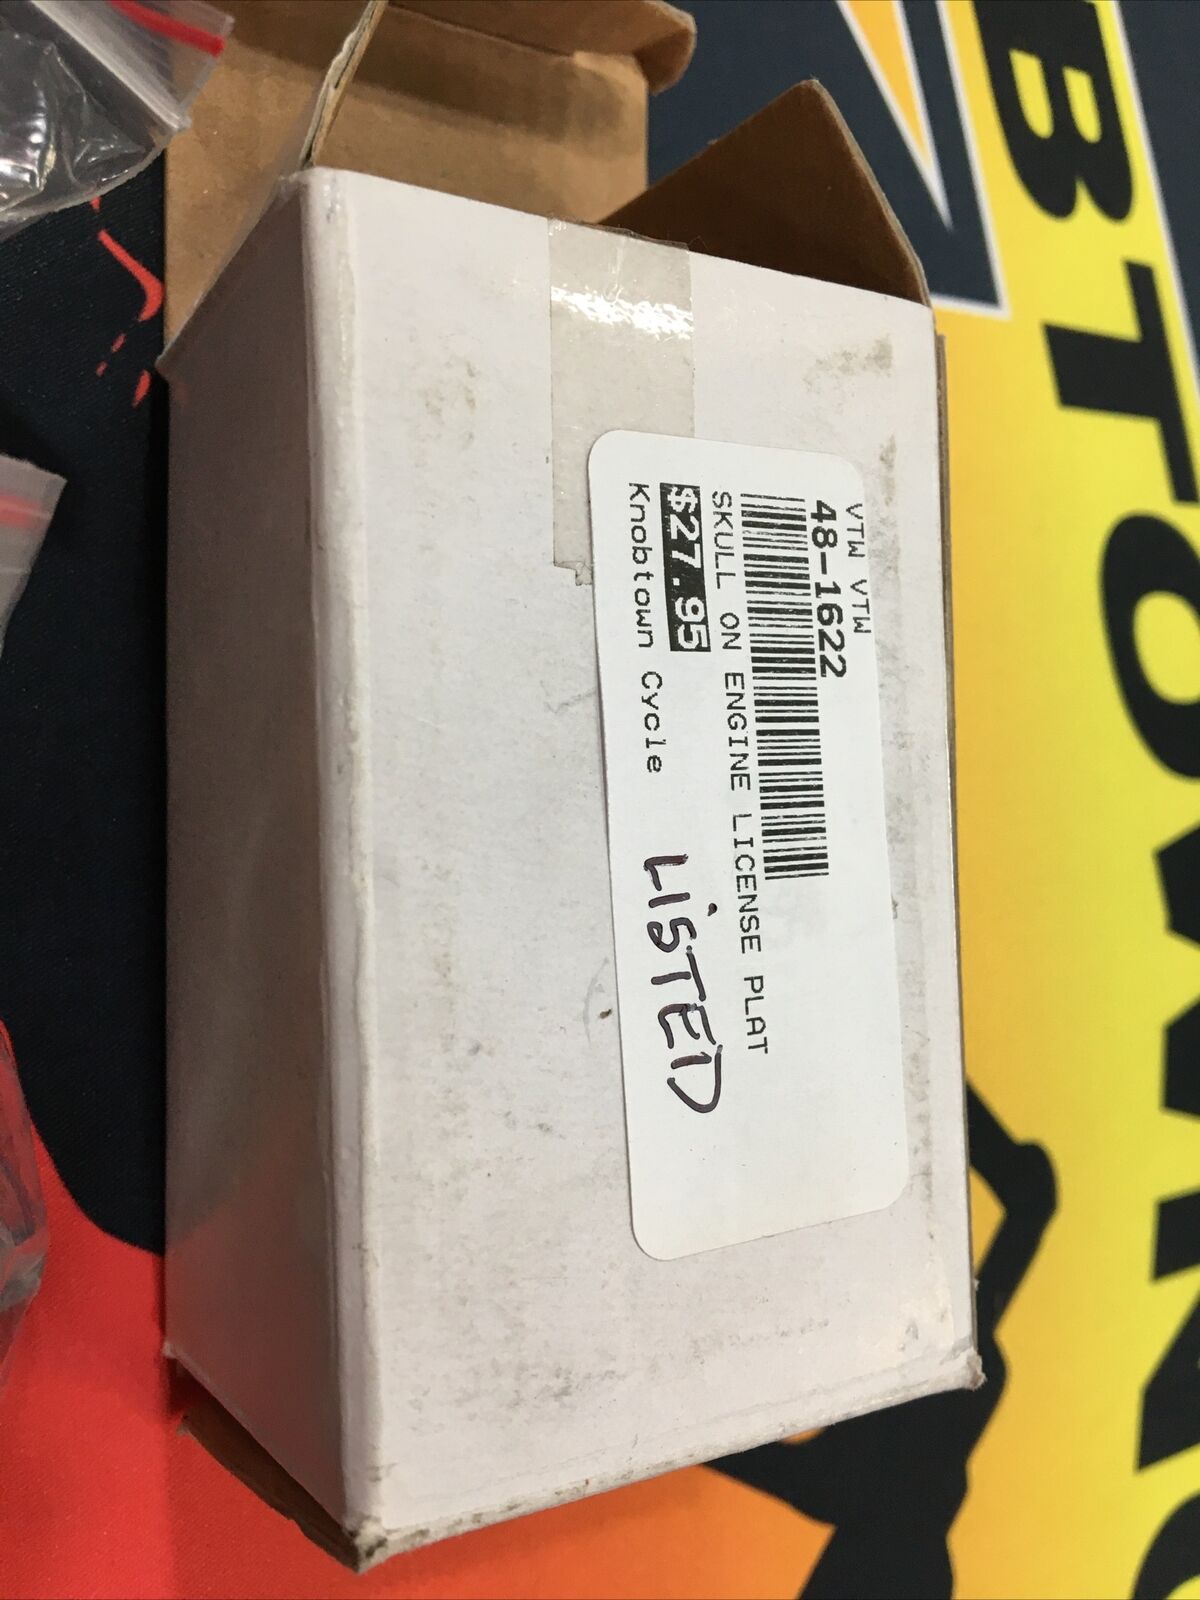 VTW VTW
48-1622
SKULL ON ENGINE LICENSE PLAT
$27.95
Knobtown Cycle
LISTED